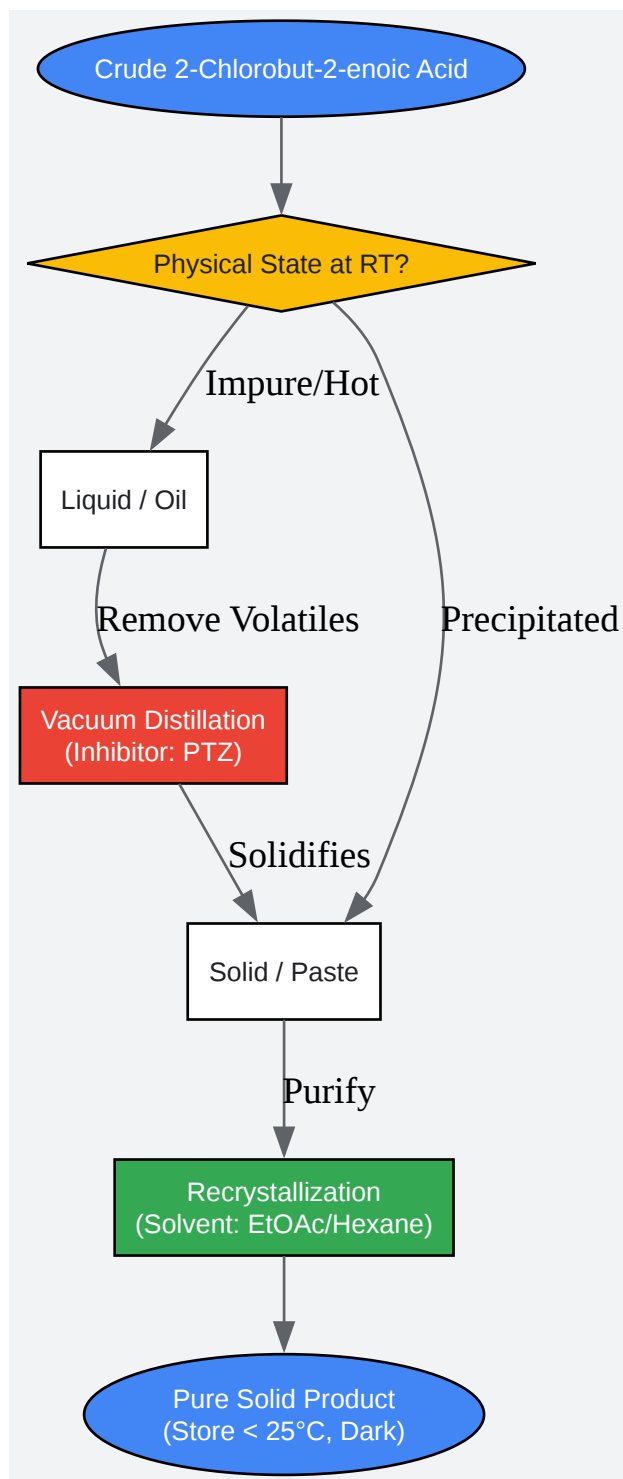 Crude 2-Chlorobut-2-enoic Acid
Physical State at RT?
Impure/Hot
Liquid / Oil
Remove Volatiles
Precipitated
Vacuum Distillation
(Inhibitor: PTZ)
Solidifies
Solid / Paste
Purify
Recrystallization
(Solvent: EtOAc/Hexane)
Pure Solid Product
(Store < 25°C, Dark)